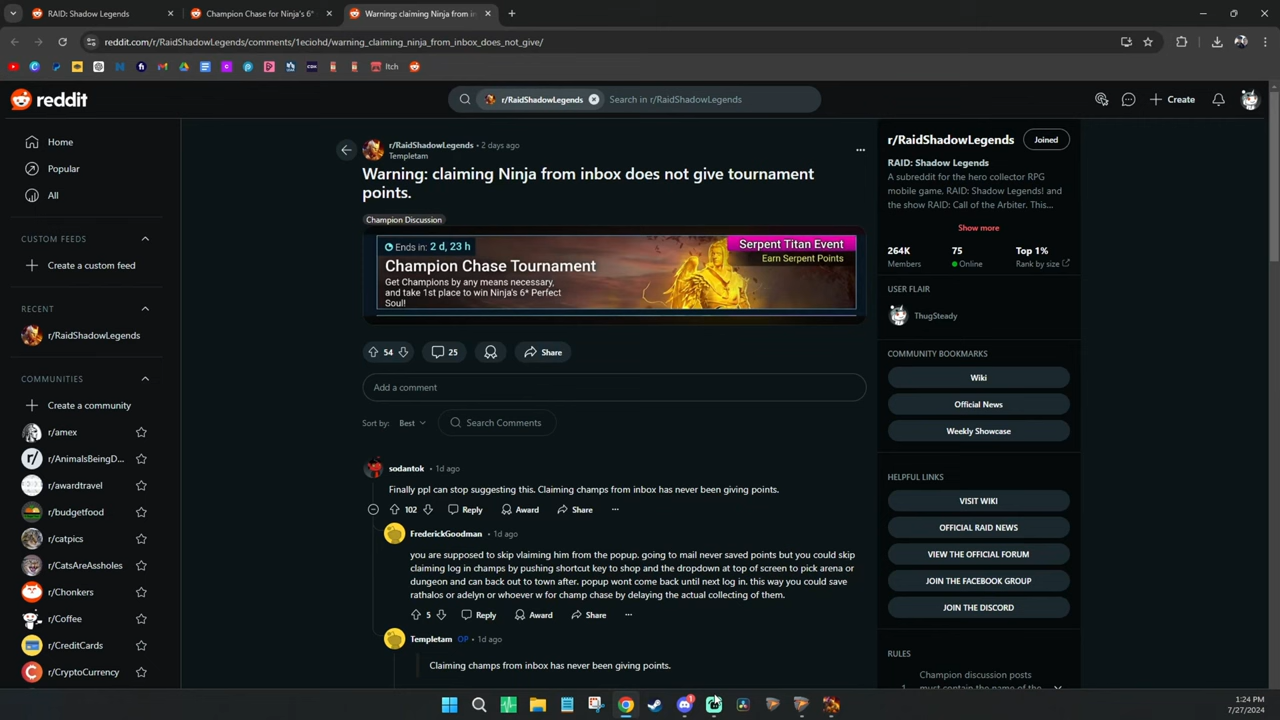 RAID: Shadow Legends
Champion Chase for Ninja's 6*
Warning: claiming Ninja from in
reddit.com/r/RaidShadowLegends/comments/1eciohd/warning_claiming_ninja_from_inbox_does_not_give/
Itch
reddit
r/RaidShadowLegends
Search in r/RaidShadowLegends
Create
Home
Popular
All
CUSTOM FEEDS
Create a custom feed
RECENT
r/RaidShadowLegends
COMMUNITIES
Create a community
r/amex
r/AnimalsBeingD...
r/awardtravel
r/budgetfood
r/catpics
r/CatsAreAssholes
r/Chonkers
r/Coffee
r/CreditCards
r/CryptoCurrency
r/RaidShadowLegends • 2 days ago
Templetam
Warning: claiming Ninja from inbox does not give tournament
points.
Champion Discussion
Ends in: 2 d, 23 h
Serpent Titan Event
Earn Serpent Points
Champion Chase Tournament
Get Champions by any means necessary,
and take 1st place to win Ninja's 6* Perfect
Soul!
54
25
Share
Add a comment
Sort by: Best
Search Comments
sodantok • 1d ago
Finally ppl can stop suggesting this. Claiming champs from inbox has never been giving points.
102 Reply Award Share ...
FrederickGoodman • 1d ago
you are supposed to skip vlaiming him from the popup. going to mail never saved points but you could skip
claiming log in champs by pushing shortcut key to shop and the dropdown at top of screen to pick arena or
dungeon and can back out to town after. popup wont come back until next log in. this way you could save
rathalos or adelyn or whoever w for champ chase by delaying the actual collecting of them.
5 Reply Award Share ...
Templetam OP • 1d ago
Claiming champs from inbox has never been giving points.
r/RaidShadowLegends
Joined
RAID: Shadow Legends
A subreddit for the hero collector RPG
mobile game, RAID: Shadow Legends! and
the show RAID: Call of the Arbiter. This...
Show more
264K 75 Top 1%
Members Online Rank by size
USER FLAIR
ThugSteady
COMMUNITY BOOKMARKS
Wiki
Official News
Weekly Showcase
HELPFUL LINKS
VISIT WIKI
OFFICIAL RAID NEWS
VIEW THE OFFICIAL FORUM
JOIN THE FACEBOOK GROUP
JOIN THE DISCORD
RULES
Champion discussion posts
1 must contain the name of the
1:24 PM
7/27/2024